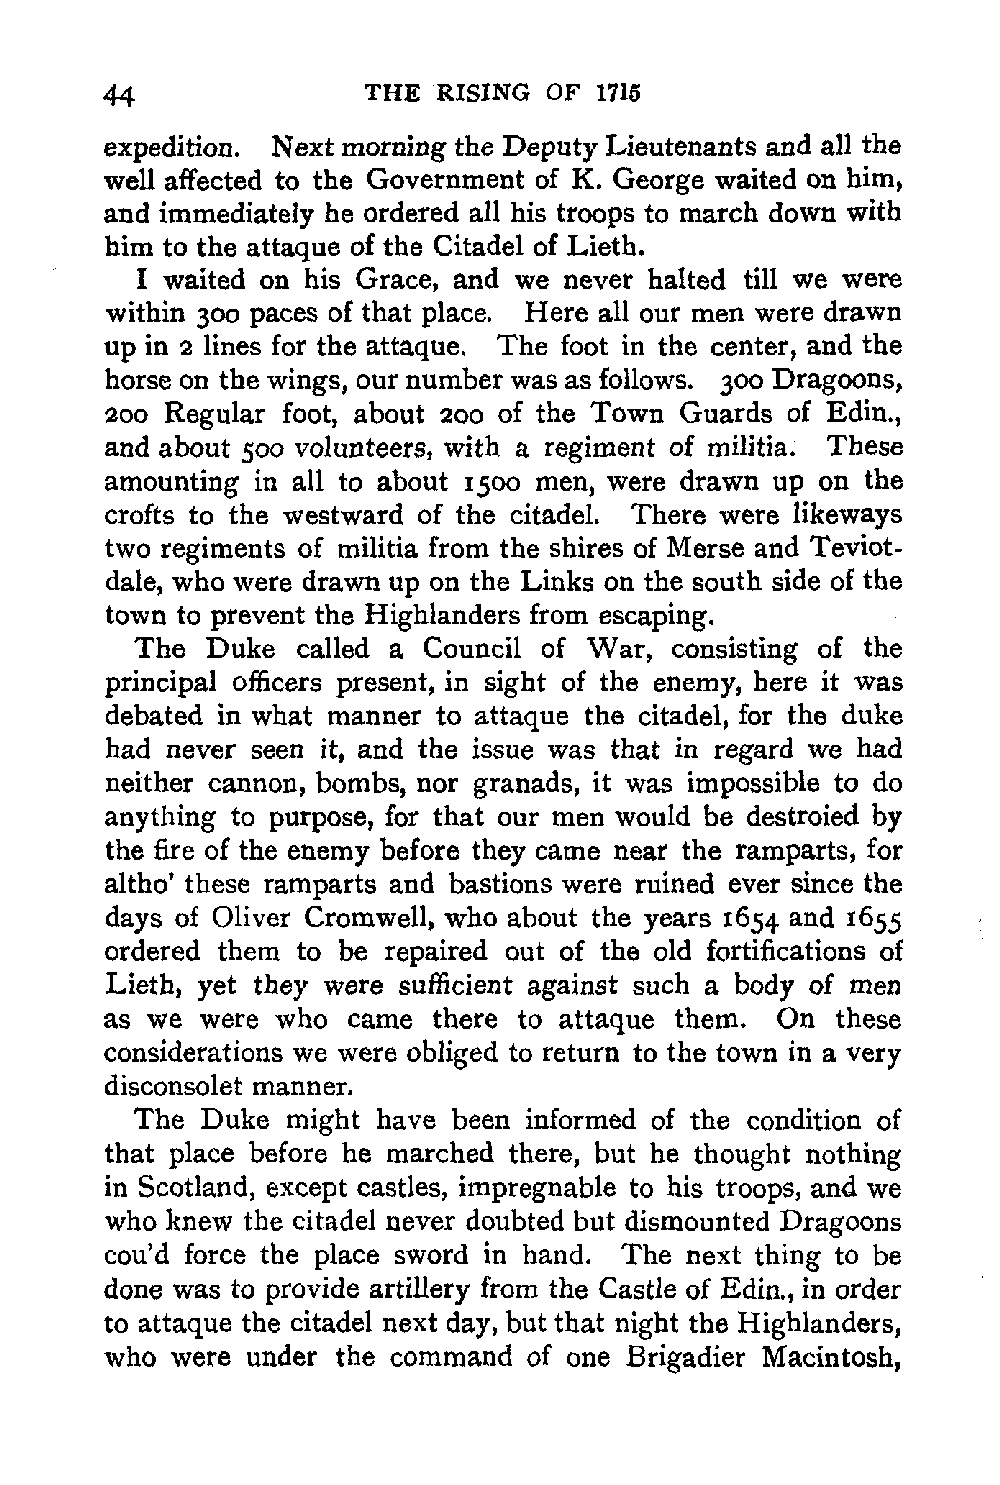 44 THE RISING OF 1715
expedition. Next morning the Deputy Lieutenants and all the
well affected to the Government of K. George waited on him,
and immediately he ordered all his troops to march down with
him to the attaque of the Citadel of Lieth.
I waited on his Grace, and we never halted till we were
within 300 paces of that place. Here all our men were drawn
up in 2 lines for the attaque. The foot in the center, and the
horse on the wings, our number was as follows. 300 Dragoons,
200 Regular foot, about 200 of the Town Guards of Edin.,
and about 500 volunteers, with a regiment of militia. These
amounting in all to about 1500 men, were drawn up on the
crofts to the westward of the citadel. There were likeways
two regiments of militia from the shires of Merse and Teviot-
dale, who were drawn up on the Links on the south side of the
town to prevent the Highlanders from escaping.
The Duke called a Council of War, consisting of the
principal officers present, in sight of the enemy, here it was
debated in what manner to attaque the citadel, for the duke
had never seen it, and the issue was that in regard we had
neither cannon, bombs, nor granads, it was impossible to do
anything to purpose, for that our men would be destroied by
the fire of the enemy before they came near the ramparts, for
altho' these ramparts and bastions were ruined ever since the
days of Oliver Cromwell, who about the years 1654 and 1655
ordered them to be repaired out of the old fortifications of
Lieth, yet they were sufficient against such a body of men
as we were who came there to attaque them. On these
considerations we were obliged to return to the town in a very
disconsolet manner.
The Duke might have been informed of the condition of
that place before he marched there, but he thought nothing
in Scotland, except castles, impregnable to his troops, and we
who knew the citadel never doubted but dismounted Dragoons
cou'd force the place sword in hand. The next thing to be
done was to provide artillery from the Castle of Edin., in order
to attaque the citadel next day, but that night the Highlanders,
who were under the command of one Brigadier Macintosh,